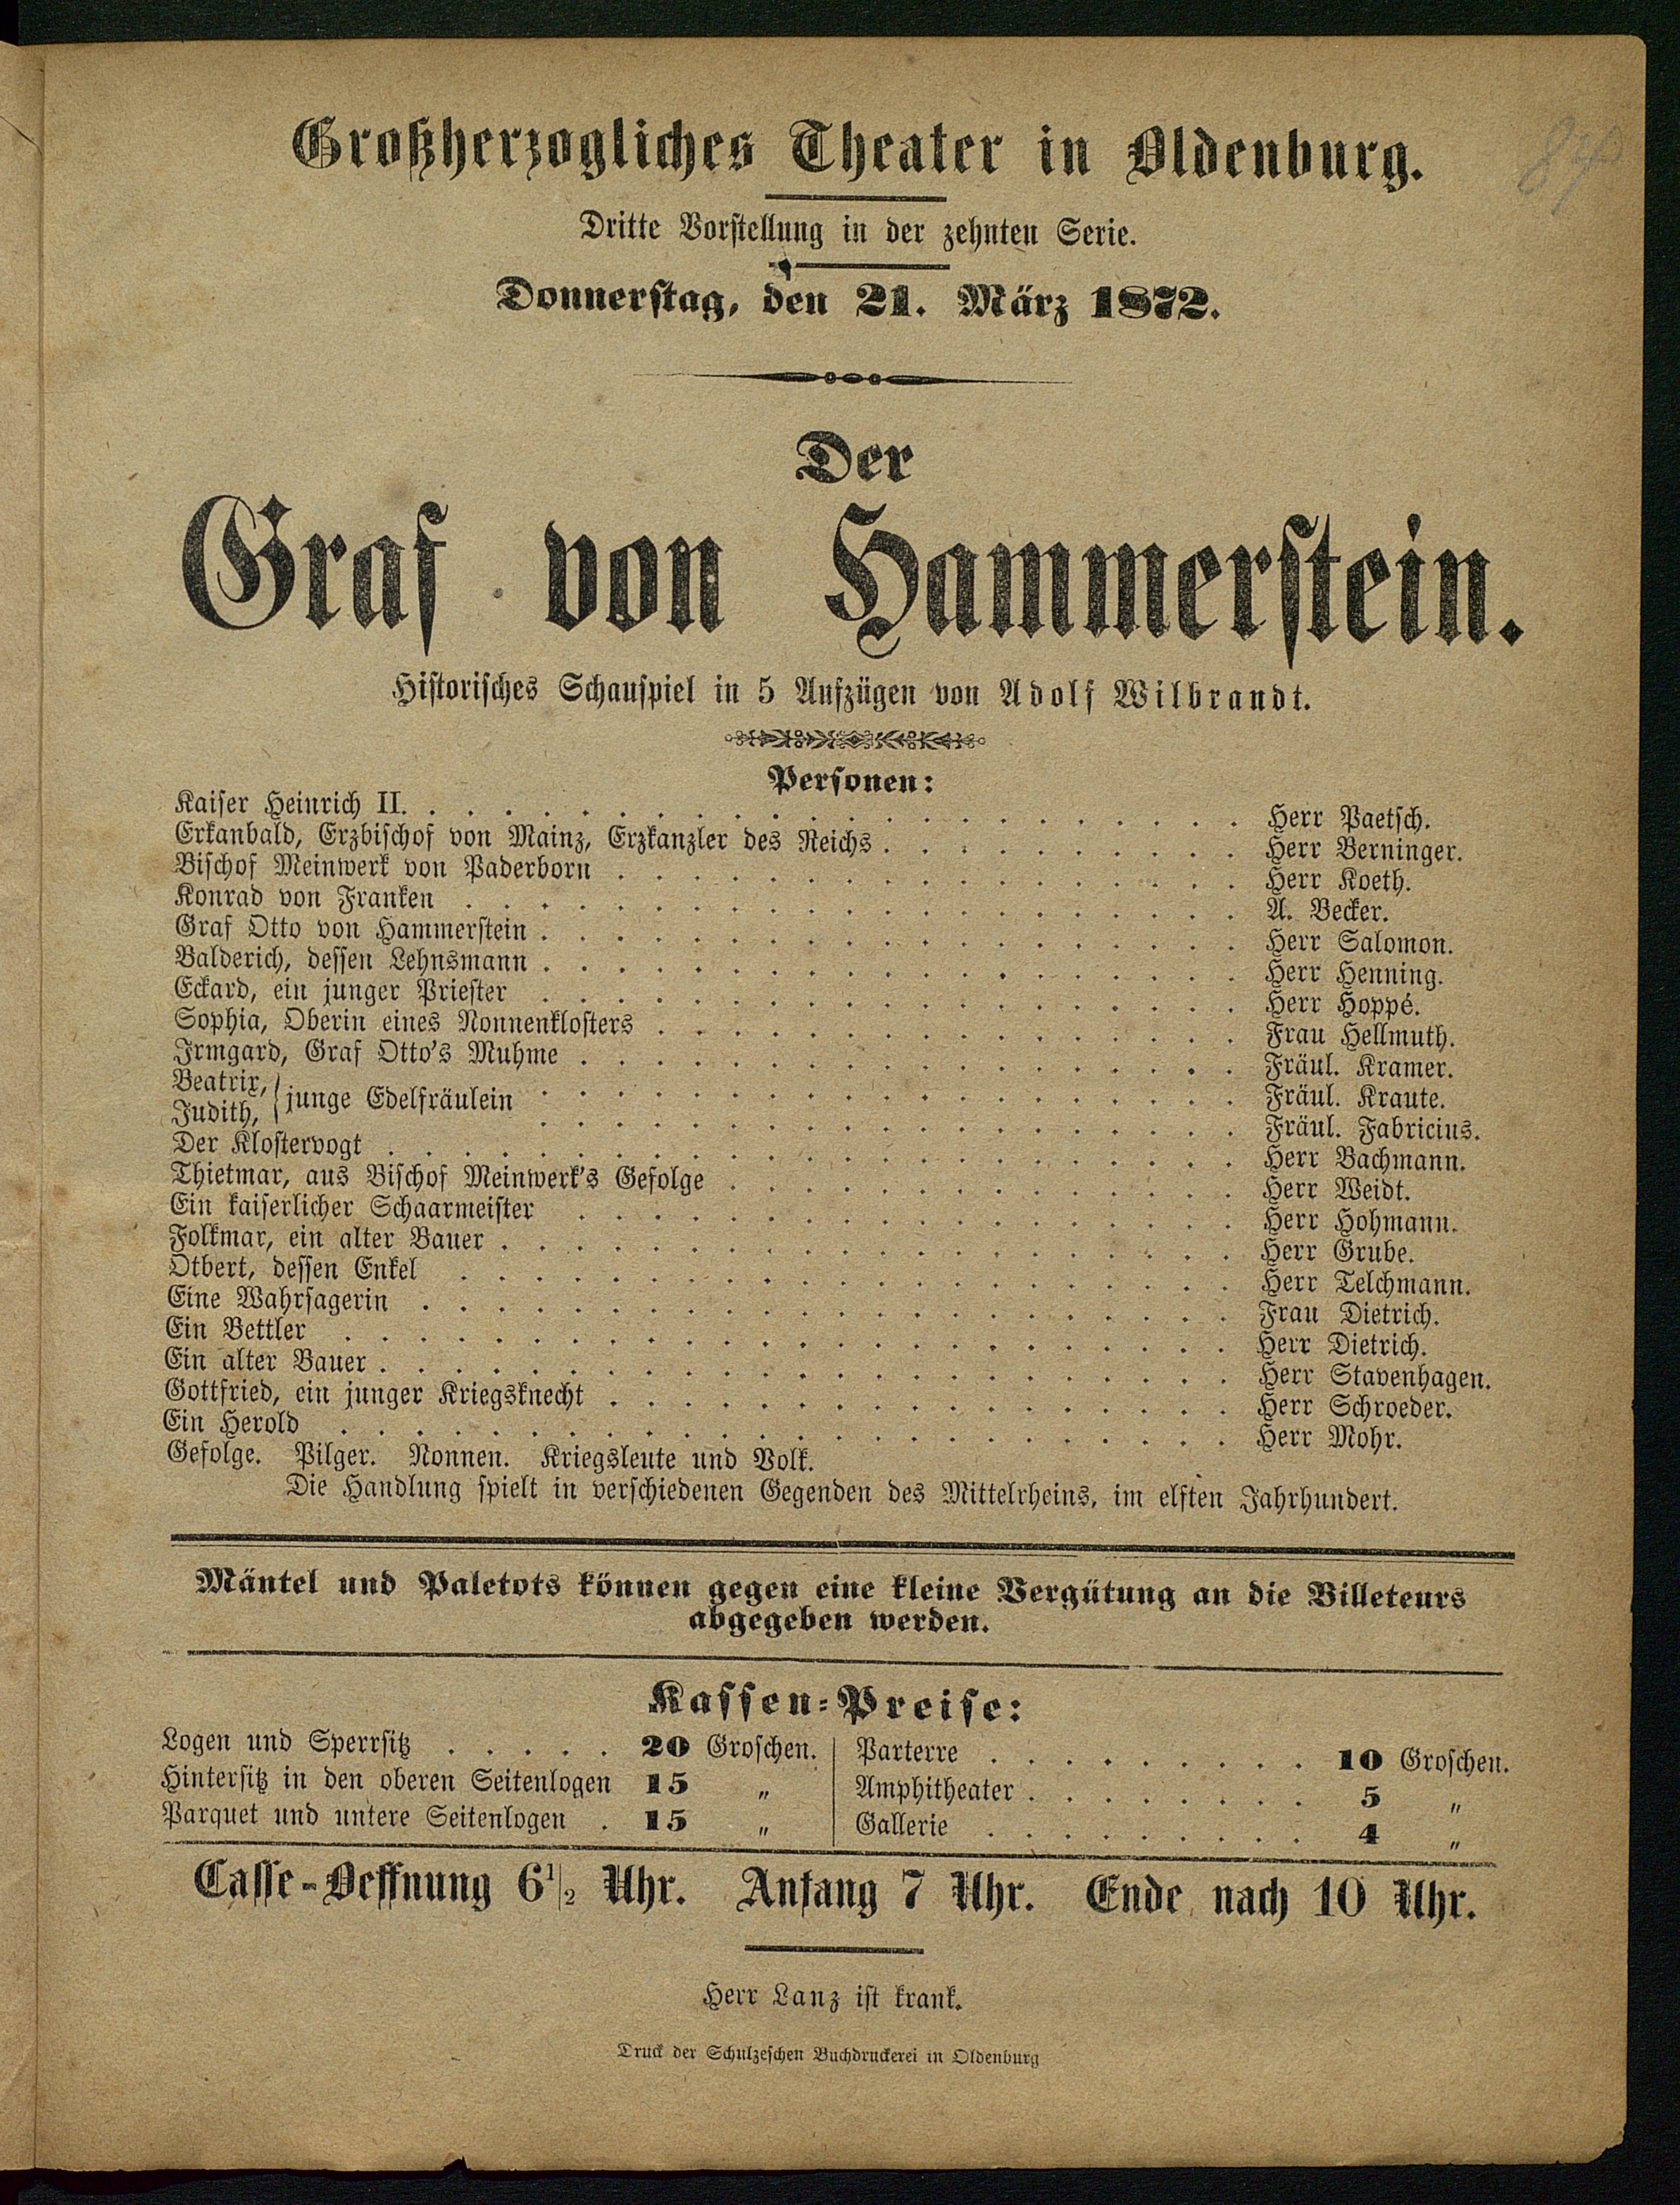 Großherzogliches Theater in Oldenburg.
84
Dritte Vorstellung in der zehnten Serie.
Donnerstag, den 21. März 1872.
Der
Graf von Hammerstein.
Historisches Schauspiel in 5 Aufzügen von Adolf Wilbrandt.
Personen:
Kaiser Heinrich II. . . . . . . . . . Herr Paetsch.
Erkanbald, Erzbischof von Mainz, Erzkanzler des Reichs . . . . . . . . . . Herr Berninger.
Bischof Meinwerk von Paderborn . . . . . . . . . . Herr Koeth.
Konrad von Franken . . . . . . . . . . A. Becker.
Graf Otto von Hammerstein . . . . . . . . . . Herr Salomon.
Balderich, dessen Lehnsmann . . . . . . . . . . Herr Henning.
Eckard, ein junger Priester . . . . . . . . . . Herr Hoppé.
Sophia, Oberin eines Nonnenklosters . . . . . . . . . . Frau Hellmuth.
Irmgard, Graf Otto's Muhme . . . . . . . . . . Fräul. Kramer.
Beatrix, } junge Edelfräulein . . . . . . . . . . Fräul. Kraute.
Judith, . . . . . . . . . . Fräul. Fabricius.
Der Klostervogt . . . . . . . . . . Herr Bachmann.
Thietmar, aus Bischof Meinwerk's Gefolge . . . . . . . . . . Herr Weidt.
Ein kaiserlicher Schaarmeister . . . . . . . . . . Herr Hohmann.
Folkmar, ein alter Bauer . . . . . . . . . . Herr Grube.
Otbert, dessen Enkel . . . . . . . . . . Herr Telchmann.
Eine Wahrsagerin . . . . . . . . . . Frau Dietrich.
Ein Bettler . . . . . . . . . . Herr Dietrich.
Ein alter Bauer . . . . . . . . . . Herr Stavenhagen.
Gottfried, ein junger Kriegsknecht . . . . . . . . . . Herr Schroeder.
Ein Herold . . . . . . . . . . Herr Mohr.
Gefolge. Pilger. Nonnen. Kriegsleute und Volk.
Die Handlung spielt in verschiedenen Gegenden des Mittelrheins, im elften Jahrhundert.
Mäntel und Paletots können gegen eine kleine Vergütung an die Billeteurs
abgegeben werden.
Kassen-Preise:
Logen und Sperrsitz . . . . . 20 Groschen. | Parterre . . . . . . . . . 10 Groschen.
Hintersitz in den oberen Seitenlogen 15 " | Amphitheater . . . . . . . . 5 "
Parquet und untere Seitenlogen . 15 " | Gallerie . . . . . . . . . 4 "
Casse-Oeffnung 6 1/2 Uhr. Anfang 7 Uhr. Ende nach 10 Uhr.
Herr Lanz ist krank.
Druck der Schulzeschen Buchdruckerei in Oldenburg